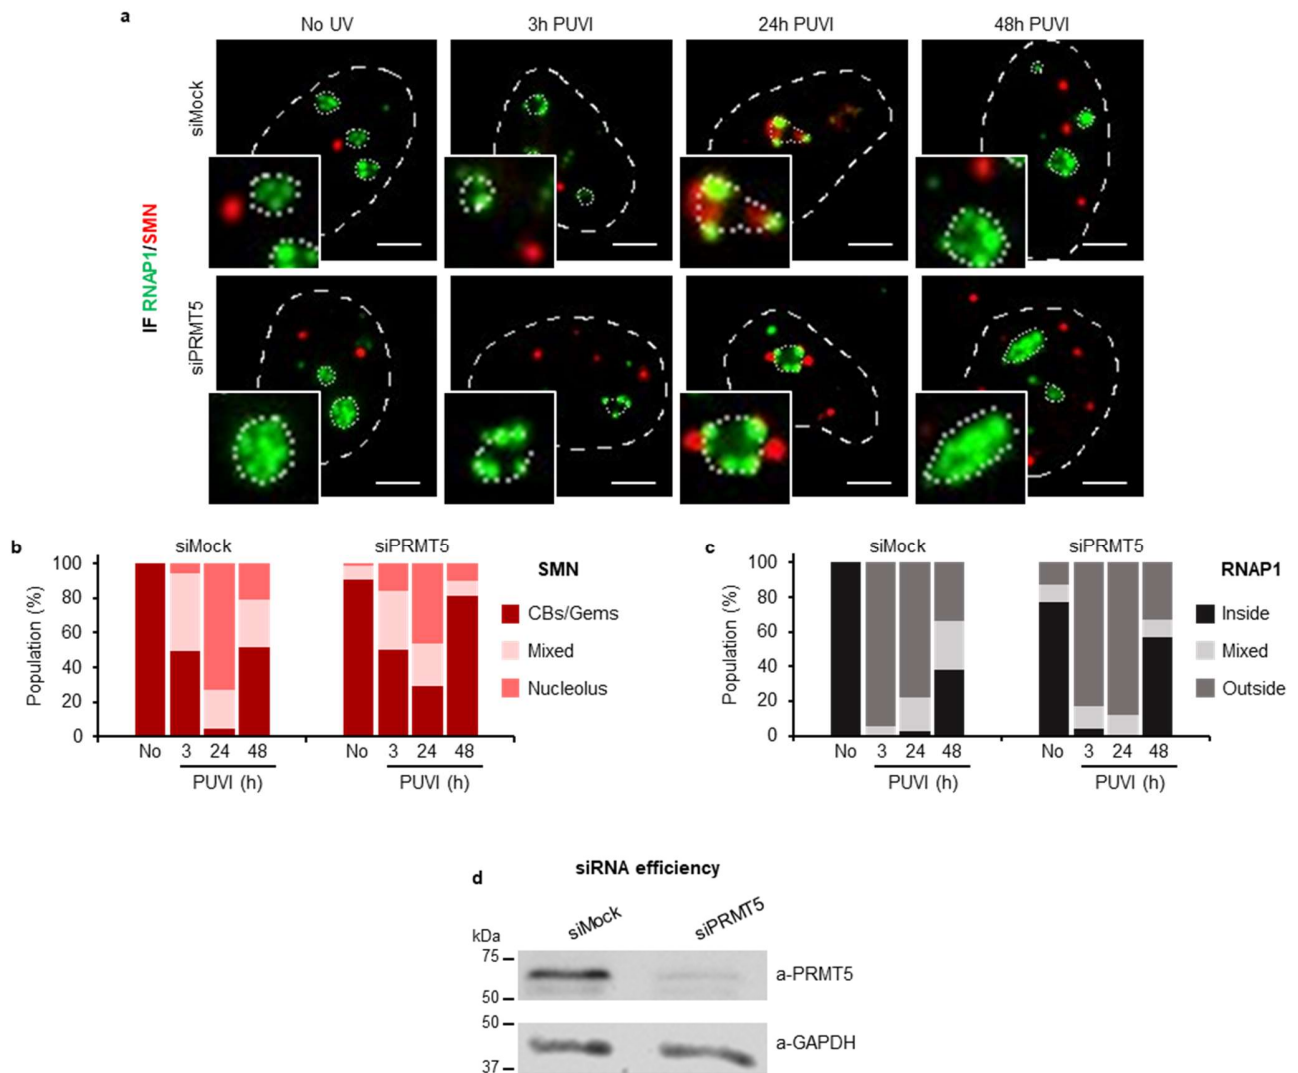 a
No UV 3h PUVI 24h PUVI 48h PUVI
IF RNAP1/SMN
siMock
siPRMT5
b
siMock siPRMT5
SMN
Population (%)
100
80
60
40
20
0
CBs/Gems
Mixed
Nucleolus
No 3 24 48 No 3 24 48
PUVI (h) PUVI (h)
c
siMock siPRMT5
RNAP1
Population (%)
100
80
60
40
20
0
Inside
Mixed
Outside
No 3 24 48 No 3 24 48
PUVI (h) PUVI (h)
d
siRNA efficiency
siMock siPRMT5
kDa
75
a-PRMT5
50
50
a-GAPDH
37